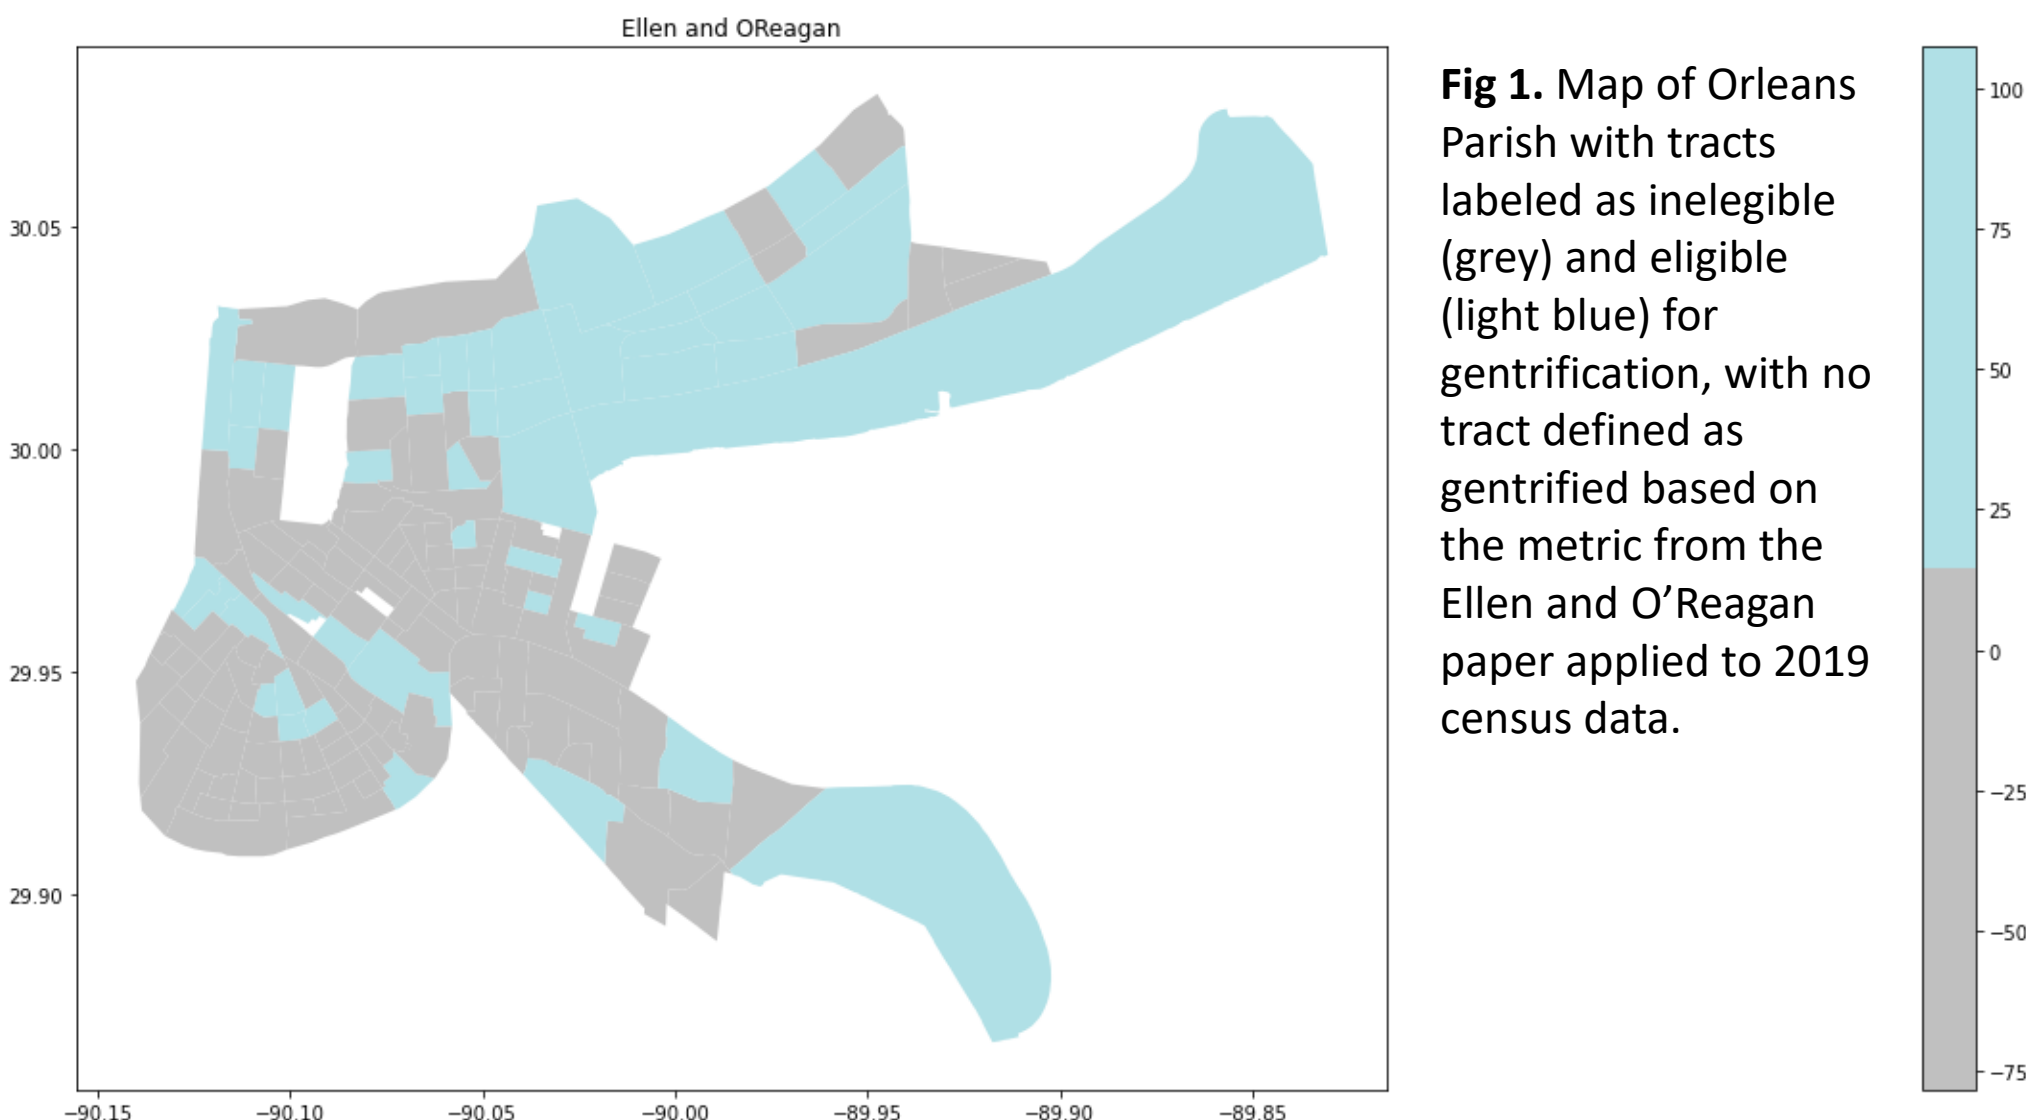 Ellen and OReagan
30.05
30.00
29.95
29.90
−90.15
−90.10
−90.05
−90.00
−89.95
−89.90
−89.85
Fig 1. Map of Orleans
Parish with tracts
labeled as inelegible
(grey) and eligible
(light blue) for
gentrification, with no
tract defined as
gentrified based on
the metric from the
Ellen and O’Reagan
paper applied to 2019
census data.
100
75
50
25
0
−25
−50
−75